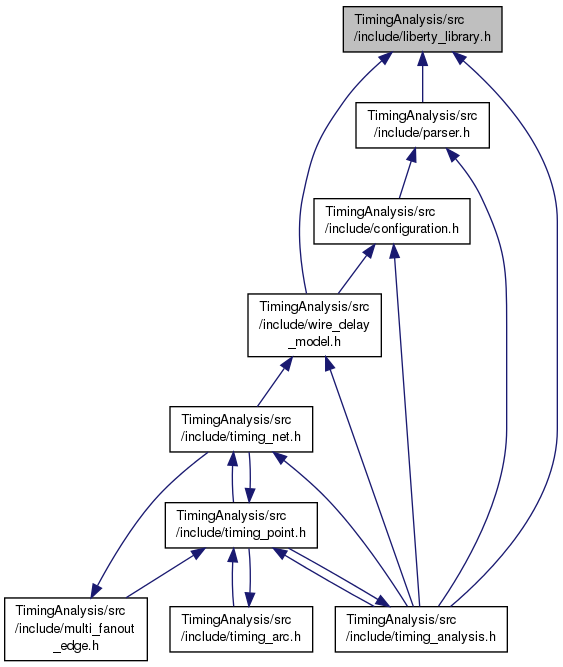 TimingAnalysis/src
/include/liberty_library.h
TimingAnalysis/src
/include/parser.h
TimingAnalysis/src
/include/configuration.h
TimingAnalysis/src
/include/wire_delay
_model.h
TimingAnalysis/src
/include/timing_net.h
TimingAnalysis/src
/include/timing_point.h
TimingAnalysis/src
/include/multi_fanout
_edge.h
TimingAnalysis/src
/include/timing_arc.h
TimingAnalysis/src
/include/timing_analysis.h